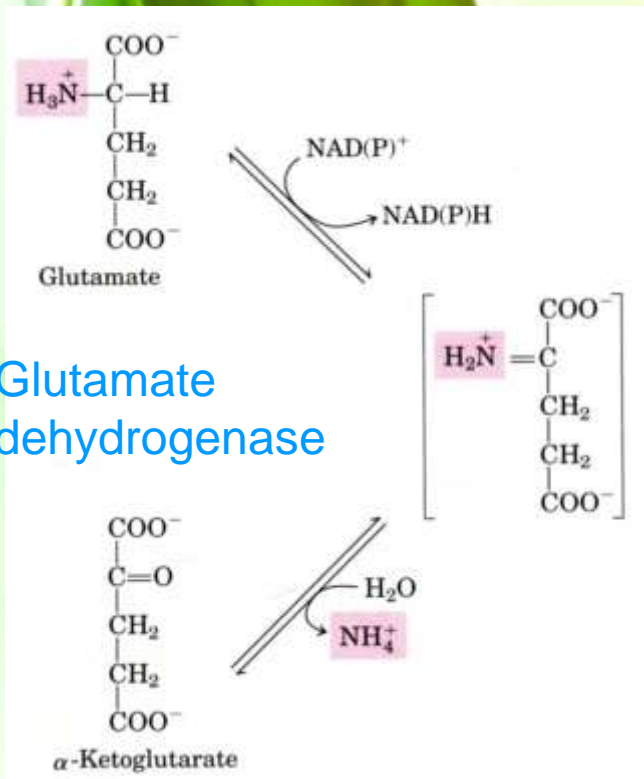 COO⁻
H₃N⁺—C—H
CH₂
CH₂
COO⁻
Glutamate
NAD(P)⁺
NAD(P)H
COO⁻
H₂N⁺=C
CH₂
CH₂
COO⁻
Glutamate
dehydrogenase
COO⁻
C=O
CH₂
CH₂
COO⁻
α-Ketoglutarate
H₂O
NH₄⁺